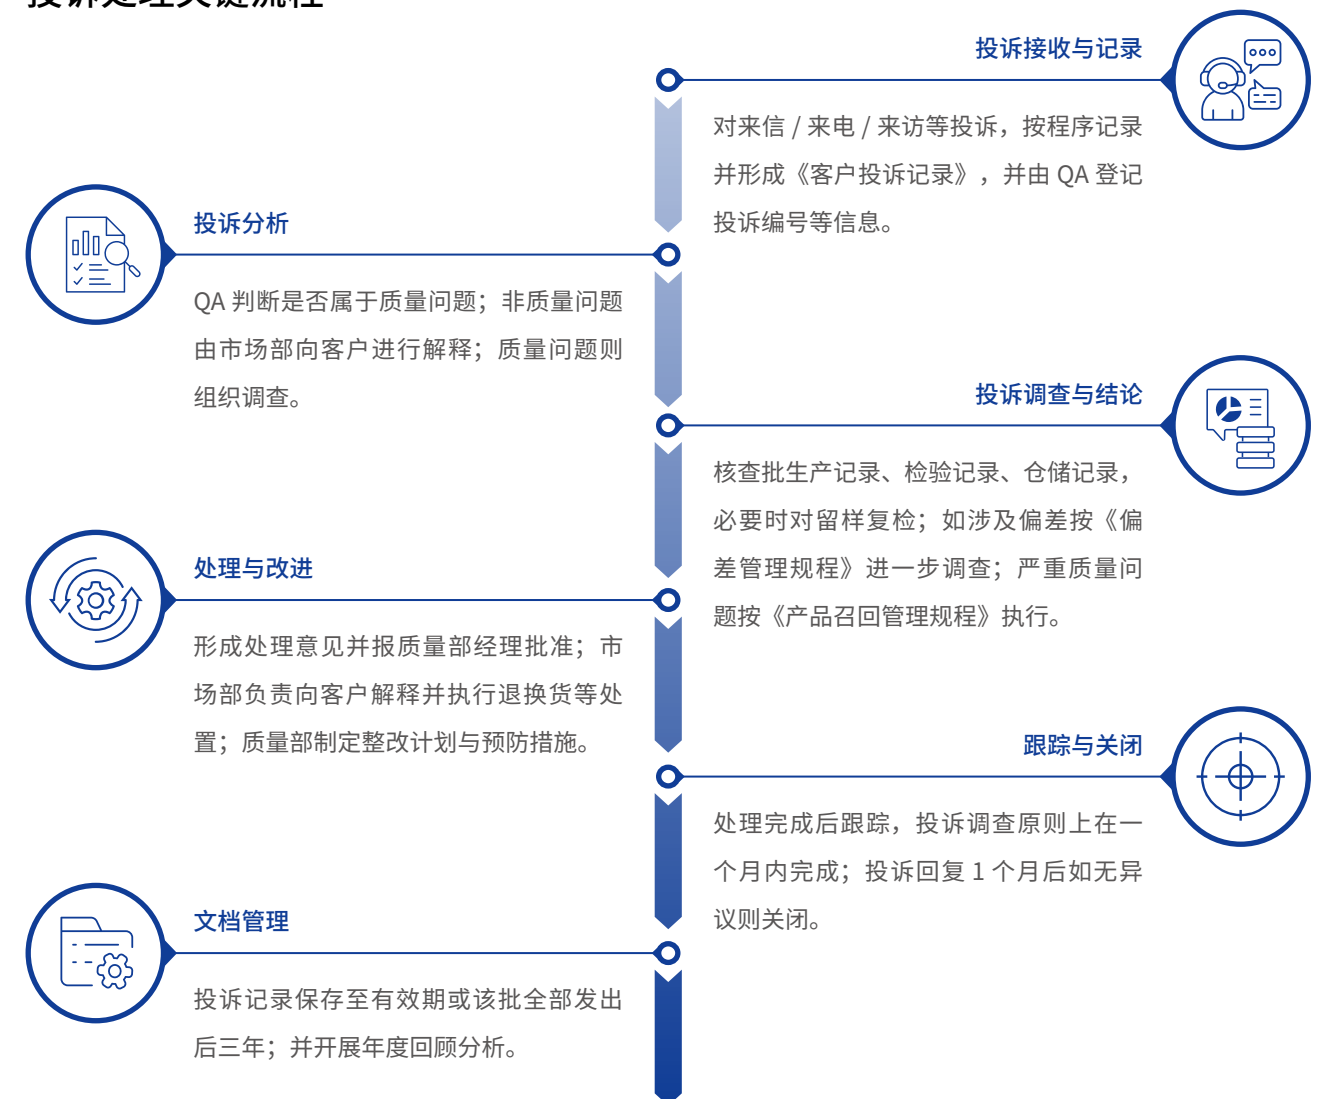 投诉处理关键流程
投诉接收与记录
对来信 / 来电 / 来访等投诉，按程序记录
并形成《客户投诉记录》，并由 QA 登记
投诉编号等信息。
投诉分析
QA 判断是否属于质量问题；非质量问题
由市场部向客户进行解释；质量问题则
组织调查。
投诉调查与结论
核查批生产记录、检验记录、仓储记录，
必要时对留样复检；如涉及偏差按《偏
差管理规程》进一步调查；严重质量问
题按《产品召回管理规程》执行。
处理与改进
形成处理意见并报质量部经理批准；市
场部负责向客户解释并执行退换货等处
置；质量部制定整改计划与预防措施。
跟踪与关闭
处理完成后跟踪，投诉调查原则上在一
个月内完成；投诉回复 1 个月后如无异
议则关闭。
文档管理
投诉记录保存至有效期或该批全部发出
后三年；并开展年度回顾分析。